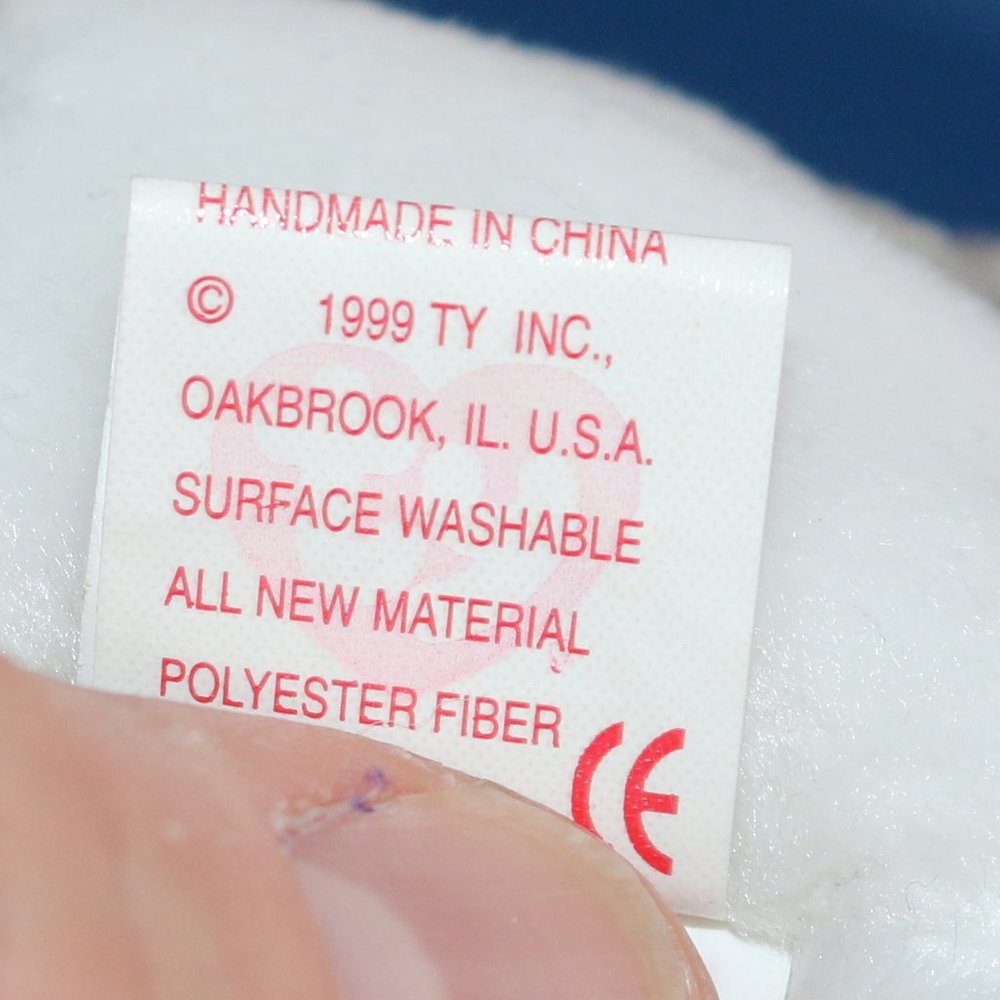 HANDMADE IN CHINA
© 1999 TY INC.,
OAKBROOK, IL. U.S.A.
SURFACE WASHABLE
ALL NEW MATERIAL
POLYESTER FIBER
CE